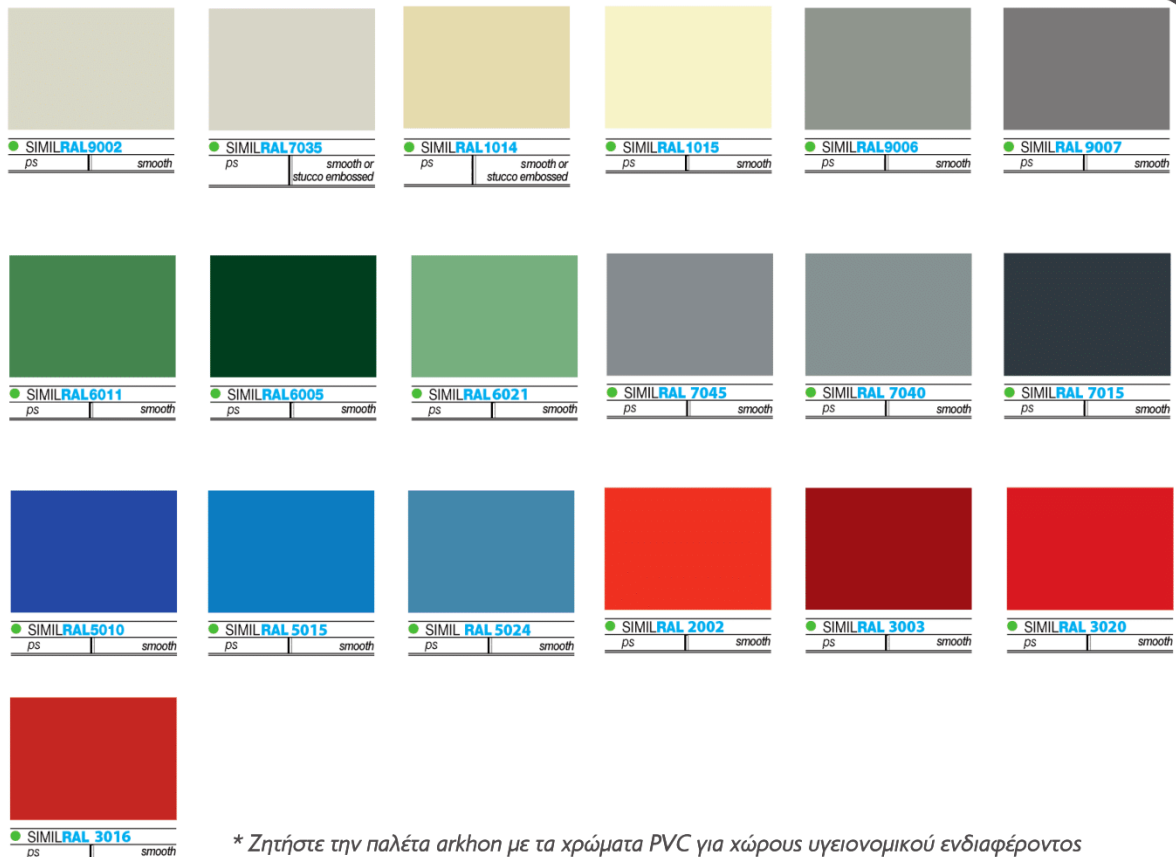 SIMILRAL9002
ps smooth
SIMILRAL7035
ps smooth or
stucco embossed
SIMILRAL1014
ps smooth or
stucco embossed
SIMILRAL1015
ps smooth
SIMILRAL9006
ps smooth
SIMILRAL 9007
ps smooth
SIMILRAL6011
ps smooth
SIMILRAL6005
ps smooth
SIMILRAL6021
ps smooth
SIMILRAL 7045
ps smooth
SIMILRAL 7040
ps smooth
SIMILRAL 7015
ps smooth
SIMILRAL5010
ps smooth
SIMILRAL 5015
ps smooth
SIMIL RAL 5024
ps smooth
SIMILRAL 2002
ps smooth
SIMILRAL 3003
ps smooth
SIMILRAL 3020
ps smooth
SIMILRAL 3016
ps smooth
* Ζητήστε την παλέτα arkhon με τα χρώματα PVC για χώρους υγειονομικού ενδιαφέροντος